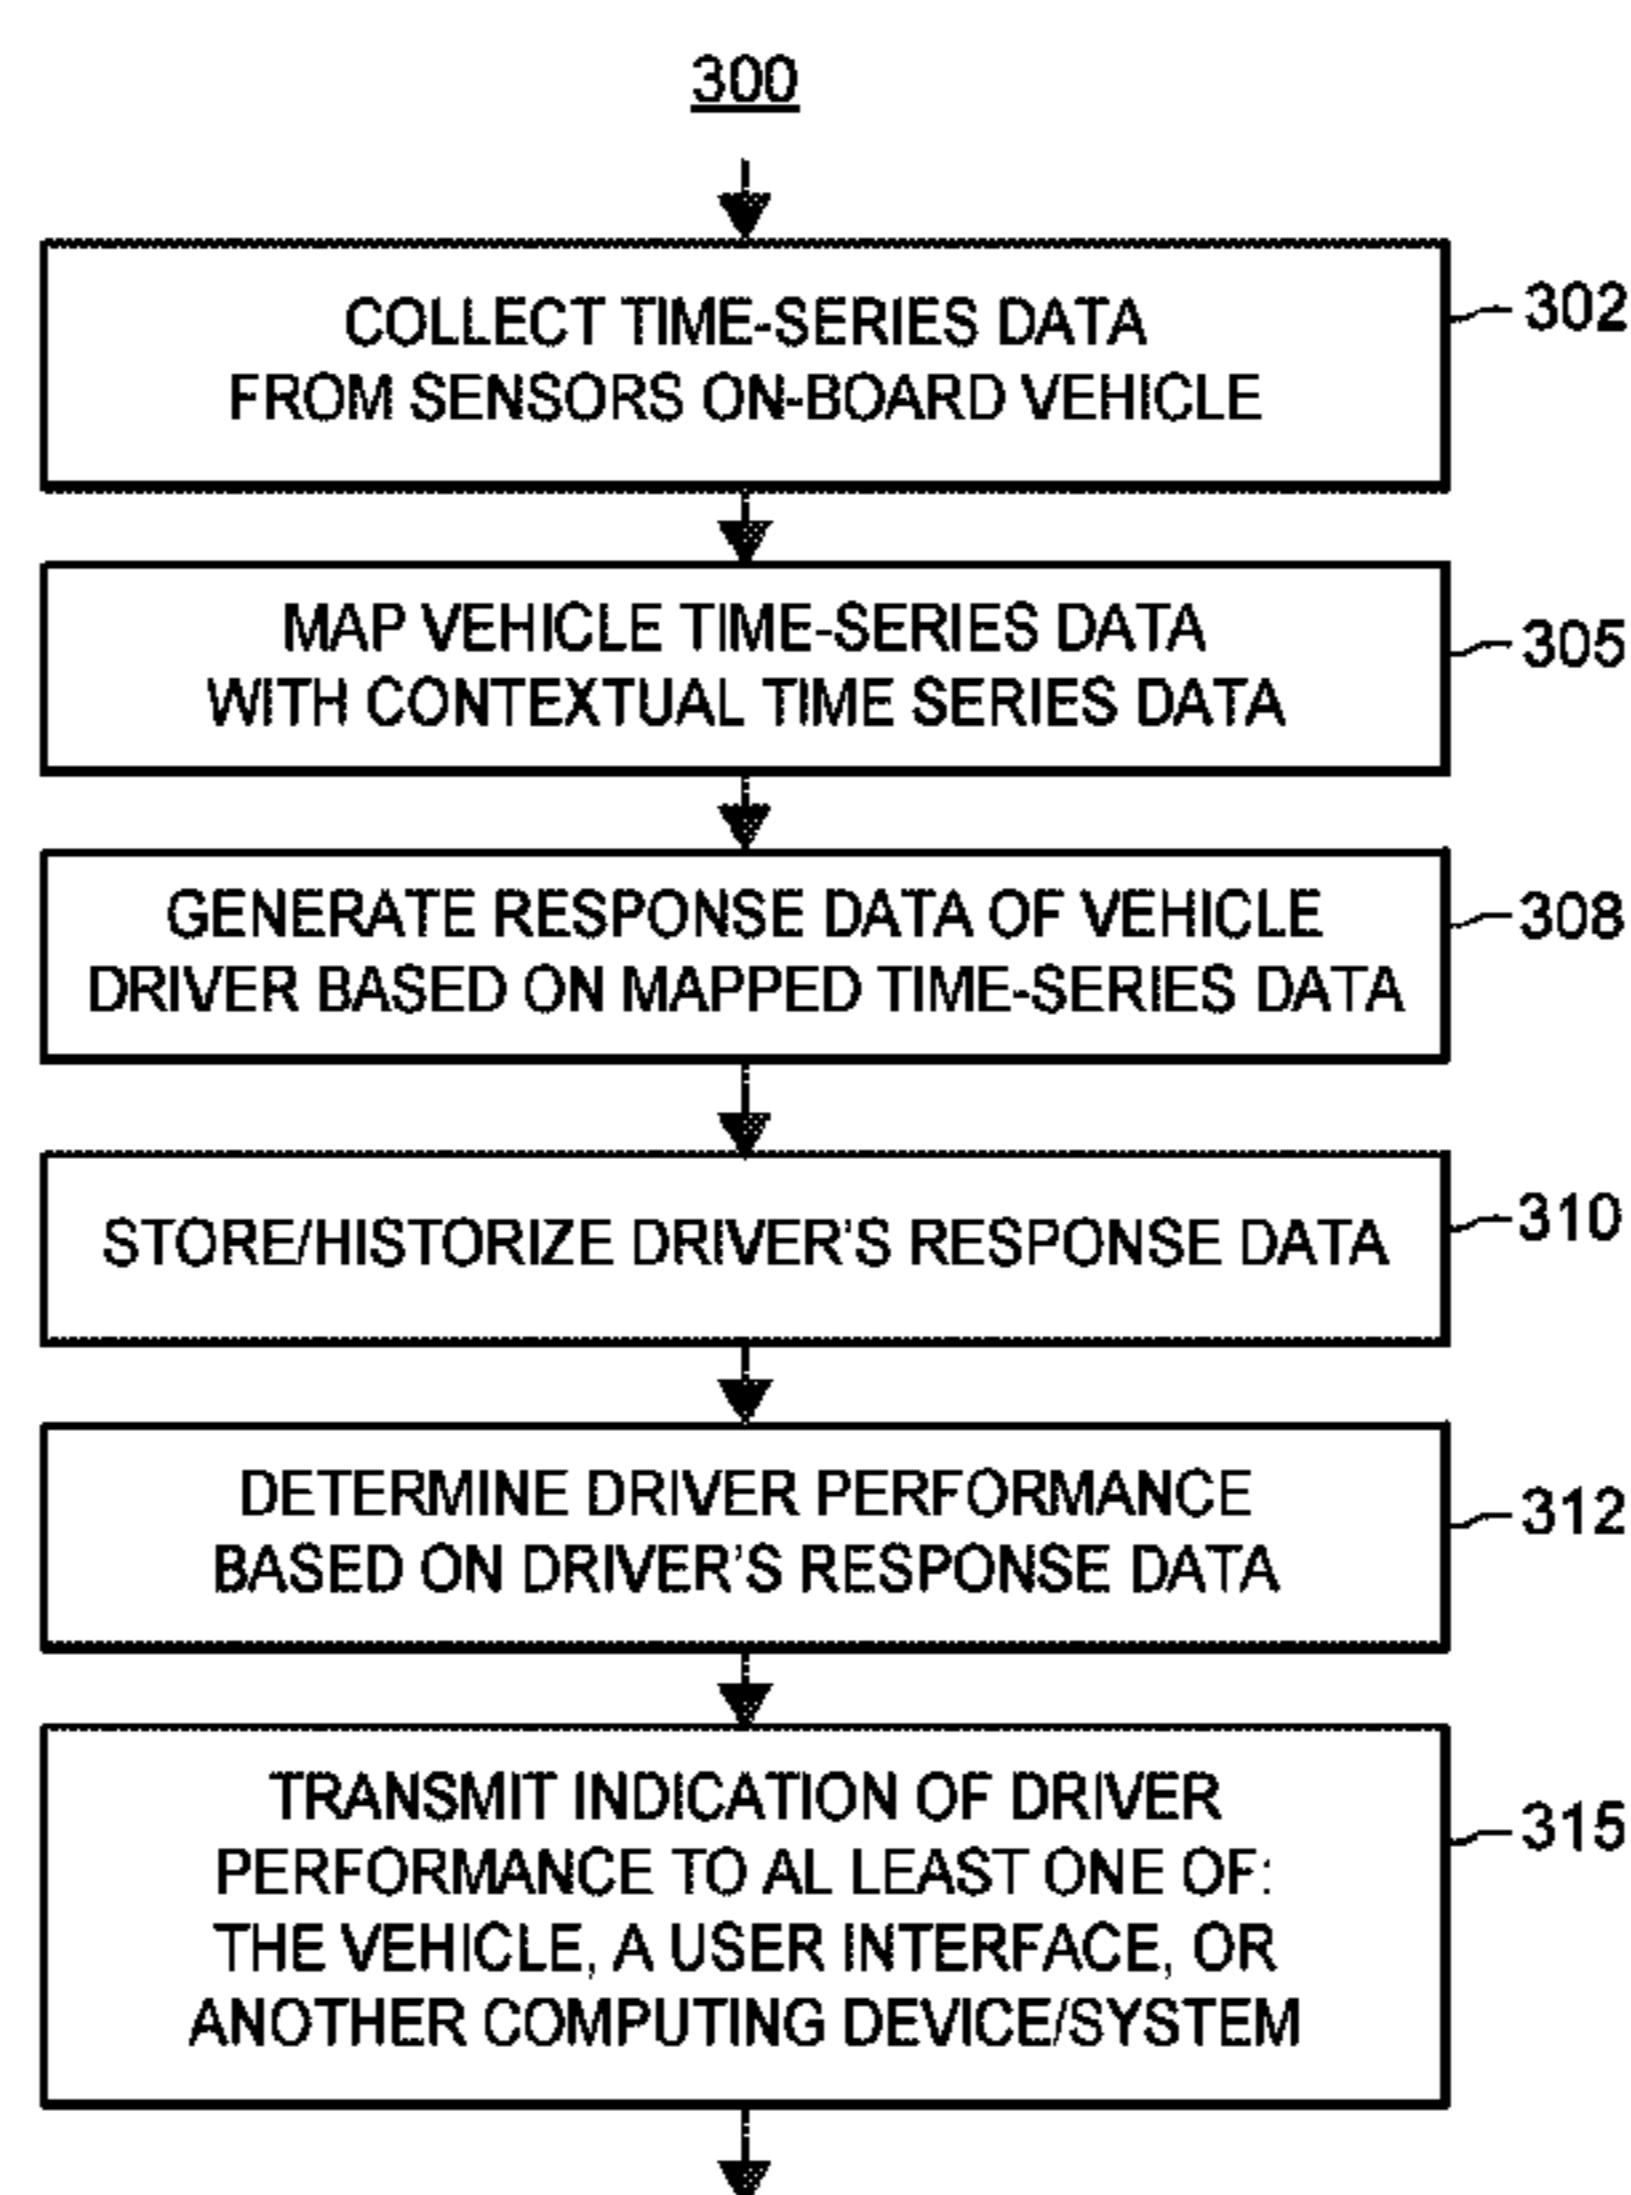 300
COLLECT TIME-SERIES DATA
FROM SENSORS ON-BOARD VEHICLE
302
MAP VEHICLE TIME-SERIES DATA
WITH CONTEXTUAL TIME SERIES DATA
305
GENERATE RESPONSE DATA OF VEHICLE
DRIVER BASED ON MAPPED TIME-SERIES DATA
308
STORE/HISTORIZE DRIVER'S RESPONSE DATA
310
DETERMINE DRIVER PERFORMANCE
BASED ON DRIVER'S RESPONSE DATA
312
TRANSMIT INDICATION OF DRIVER
PERFORMANCE TO AL LEAST ONE OF:
THE VEHICLE, A USER INTERFACE, OR
ANOTHER COMPUTING DEVICE/SYSTEM
315